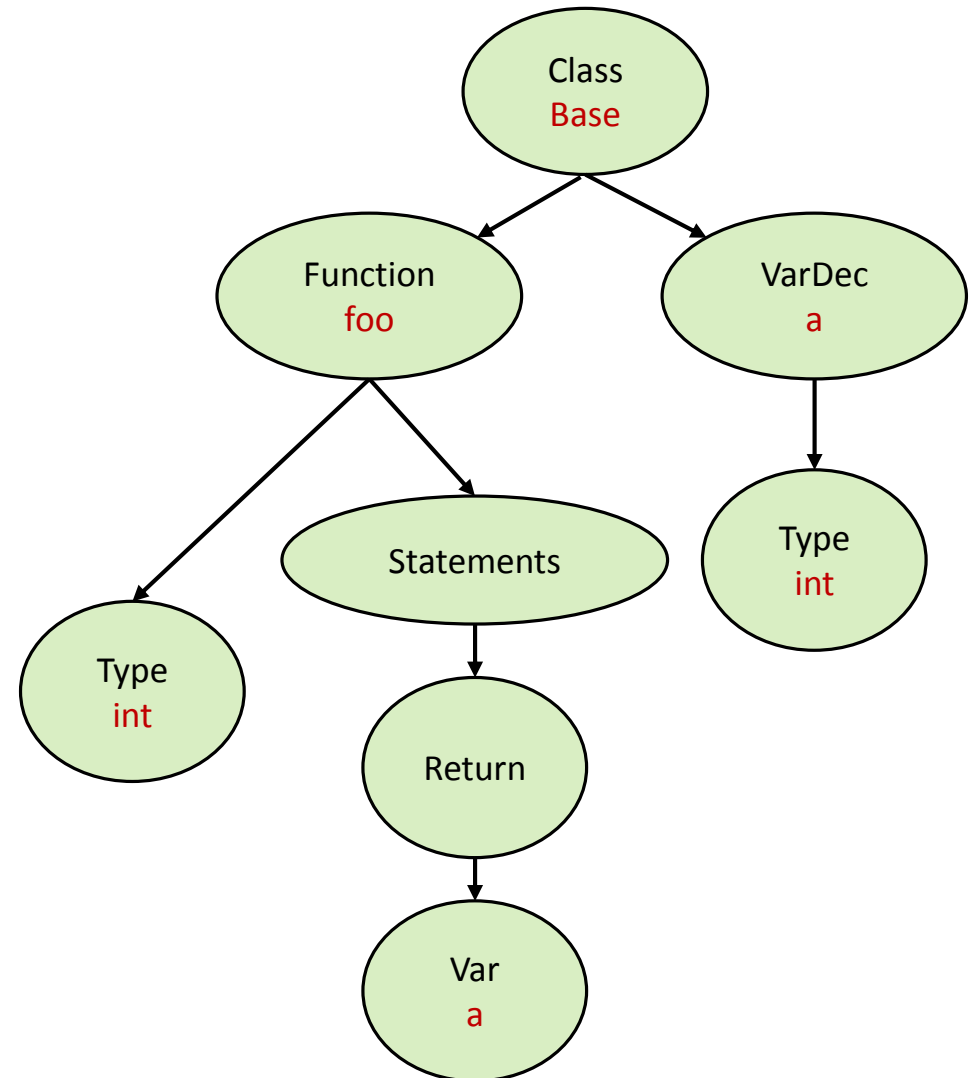 Class
Base
Function
foo
VarDec
a
Statements
Type
int
Type
int
Return
Var
a